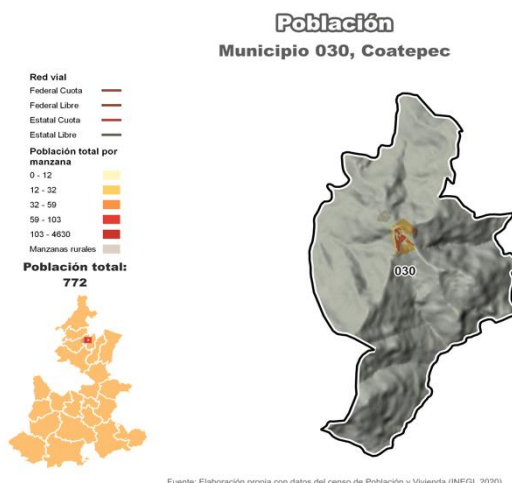 Población
Municipio 030, Coatepec
Red vial
Federal Cuota
Federal Libre
Estatal Cuota
Estatal Libre
Población total por
manzana
0 - 12
12 - 32
32 - 59
59 - 103
103 - 4630
Manzanas rurales
Población total:
772
030
Fuente: Elaboración propia con datos del censo de Población y Vivienda (INEGI, 2020)